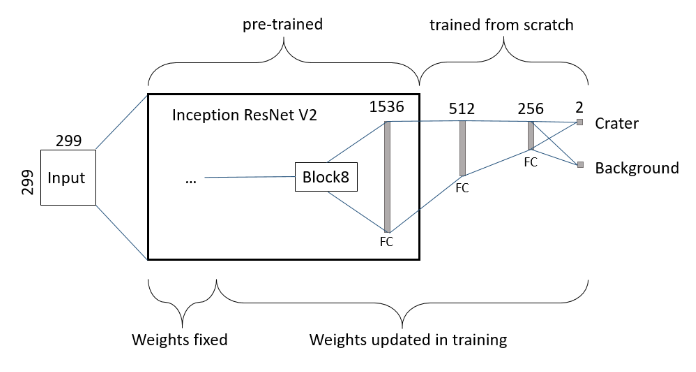 pre-trained
trained from scratch
Inception ResNet V2
1536
512
256
2
Crater
299
299
Input
...
Block8
Background
FC
FC
FC
Weights fixed
Weights updated in training